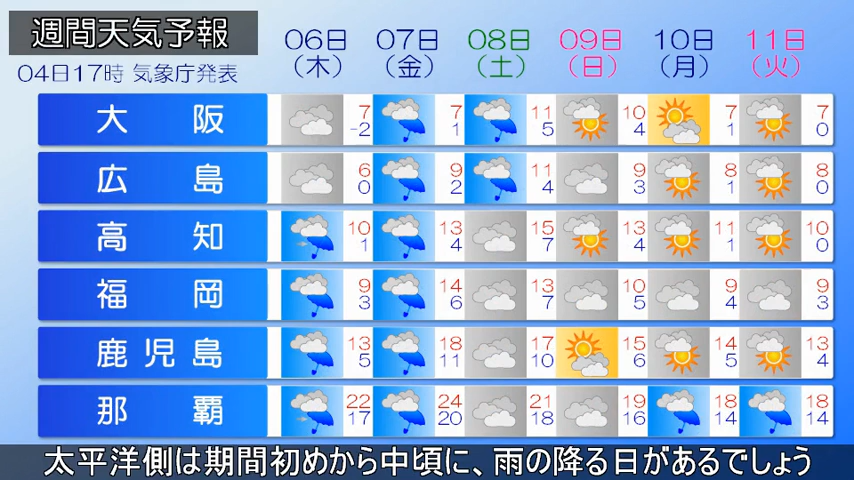 週間天気予報
04日17時 気象庁発表
06日 07日 08日 09日 10日 11日
(木) (金) (土) (日) (月) (火)
大阪 7 -2 7 1 11 5 10 4 7 1 7 0
広島 6 0 9 2 11 4 9 3 8 1 8 0
高知 10 1 13 4 15 7 13 4 11 1 10 0
福岡 9 3 14 6 13 7 10 5 9 4 9 3
鹿児島 13 5 18 11 17 10 15 6 14 5 13 4
那覇 22 17 24 20 21 18 19 16 18 14 18 14
太平洋側は期間初めから中頃に、雨の降る日があるでしょう